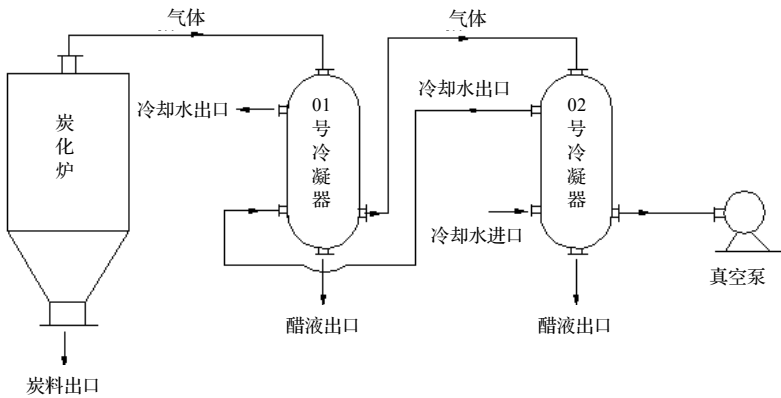 气体
气体
冷却水出口
01
号
冷
凝
器
冷却水出口
02
号
冷
凝
器
炭
化
炉
冷却水进口
真空泵
醋液出口
醋液出口
炭料出口